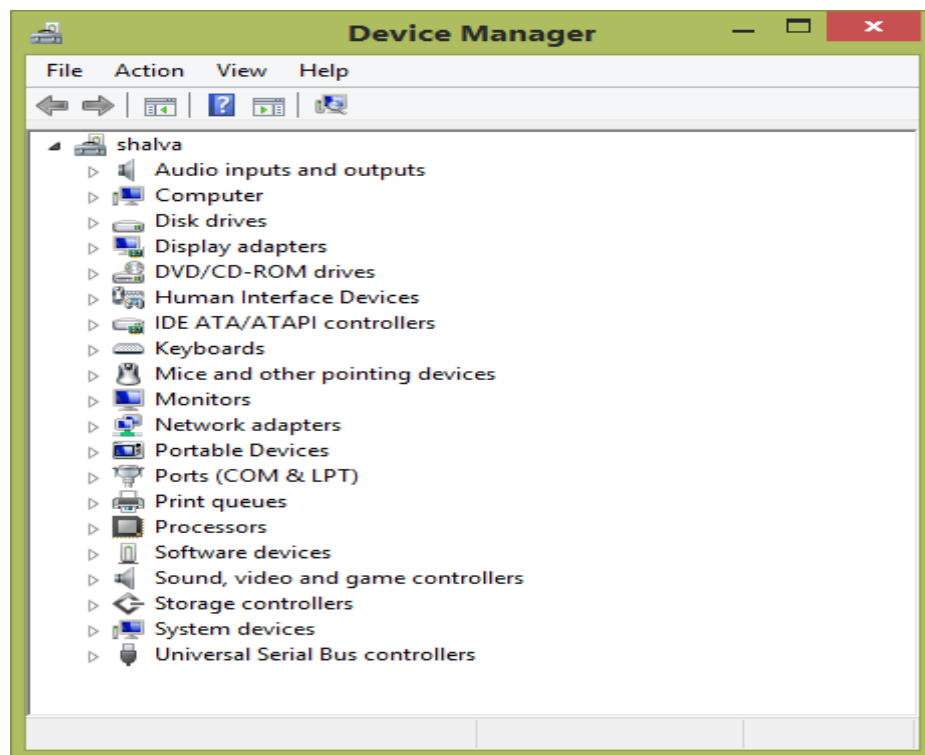 Device Manager
File Action View Help
shalva
Audio inputs and outputs
Computer
Disk drives
Display adapters
DVD/CD-ROM drives
Human Interface Devices
IDE ATA/ATAPI controllers
Keyboards
Mice and other pointing devices
Monitors
Network adapters
Portable Devices
Ports (COM & LPT)
Print queues
Processors
Software devices
Sound, video and game controllers
Storage controllers
System devices
Universal Serial Bus controllers